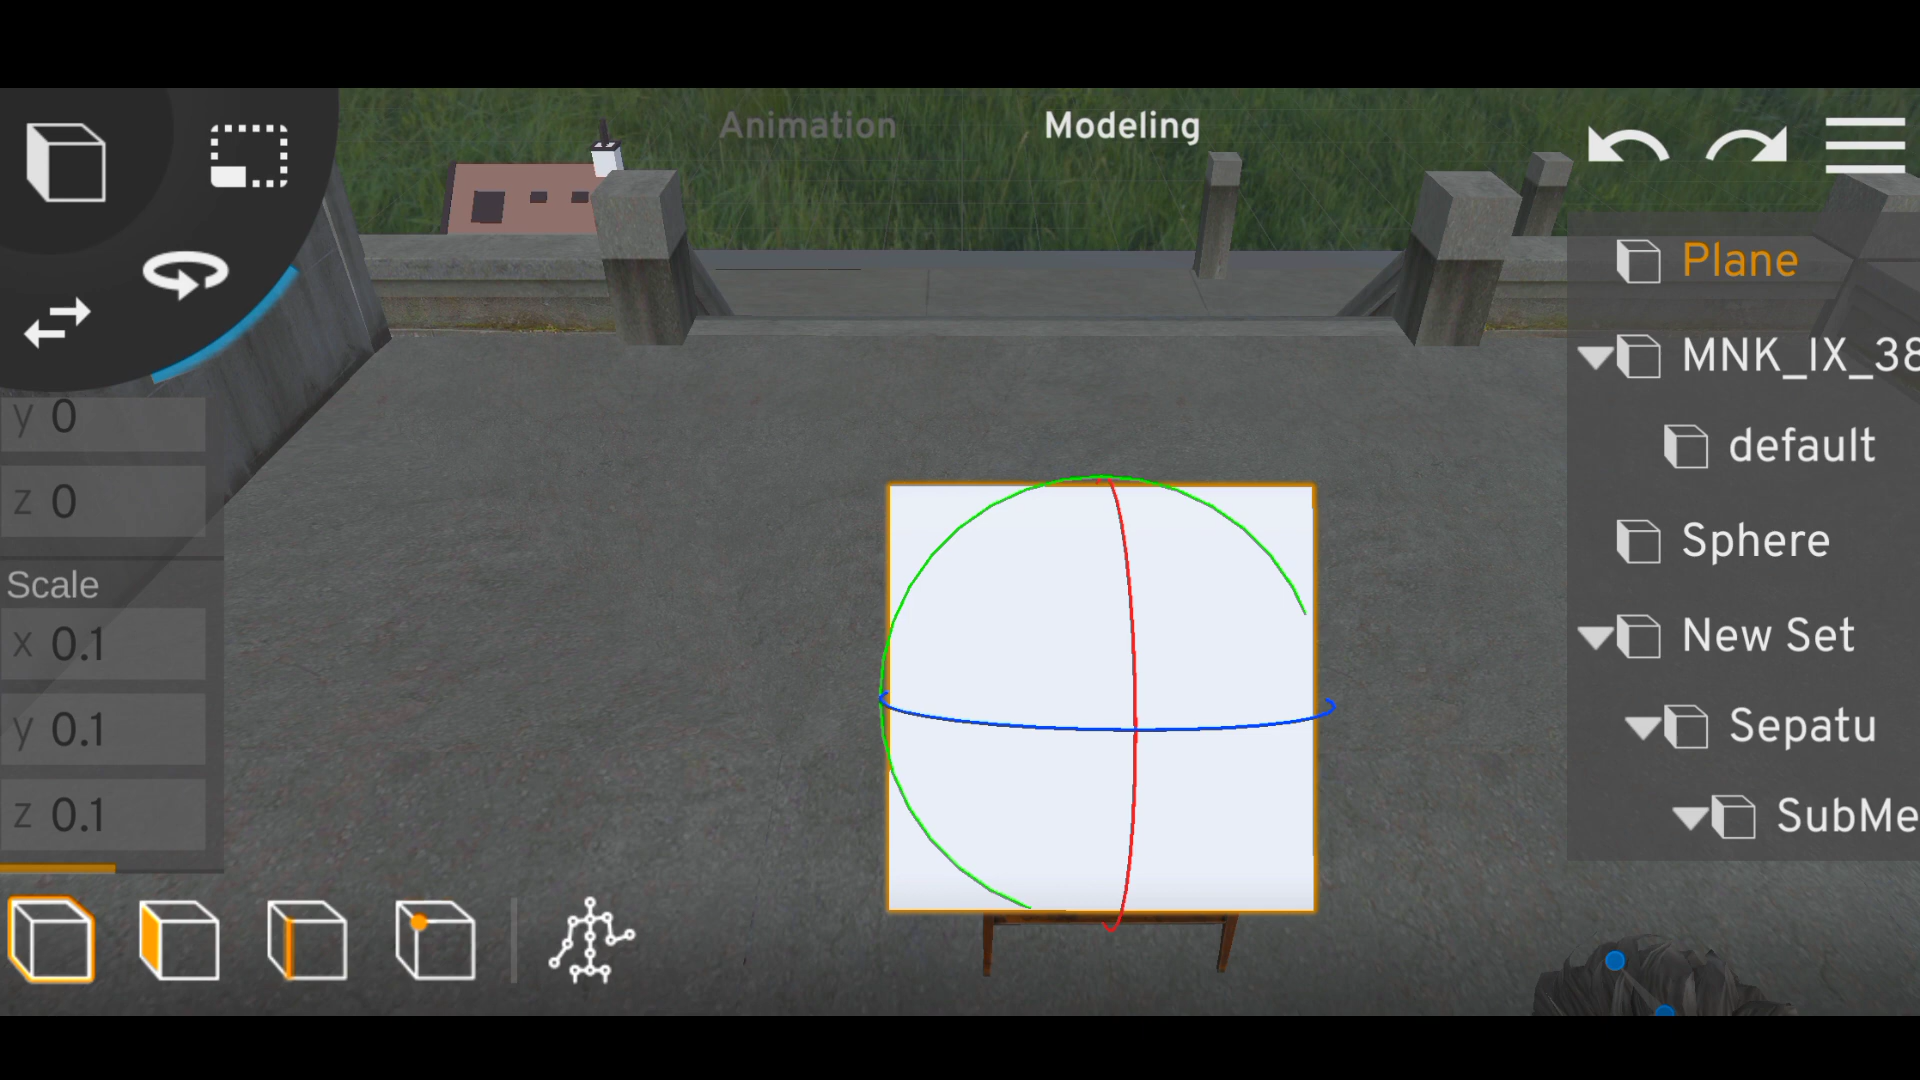 Animation Modeling
Plane
MNK_IX_38
default
Sphere
New Set
Sepatu
SubMe
y 0
z 0
Scale
x 0.1
y 0.1
z 0.1